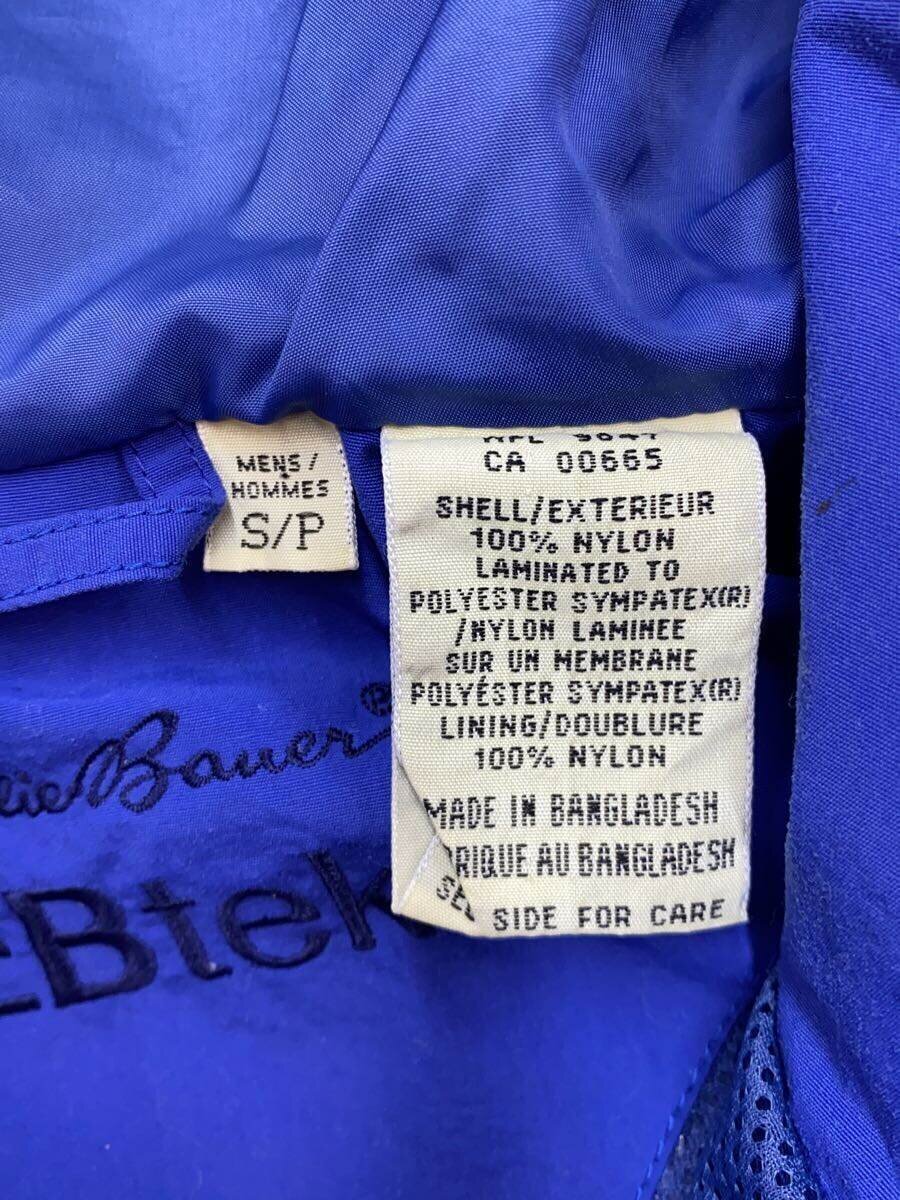 MENS/
HOMMES
S/P
CA 00665
SHELL/EXTERIEUR
100% NYLON
LAMINATED TO
POLYESTER SYMPATEX(R)
/NYLON LAMINEE
SUR UN MEMBRANE
POLYÉSTER SYMPATEX(R)
LINING/DOUBLURE
100% NYLON
MADE IN BANGLADESH
AU BANGLADESH
SIDE FOR CARE
Bauer®
EBtek